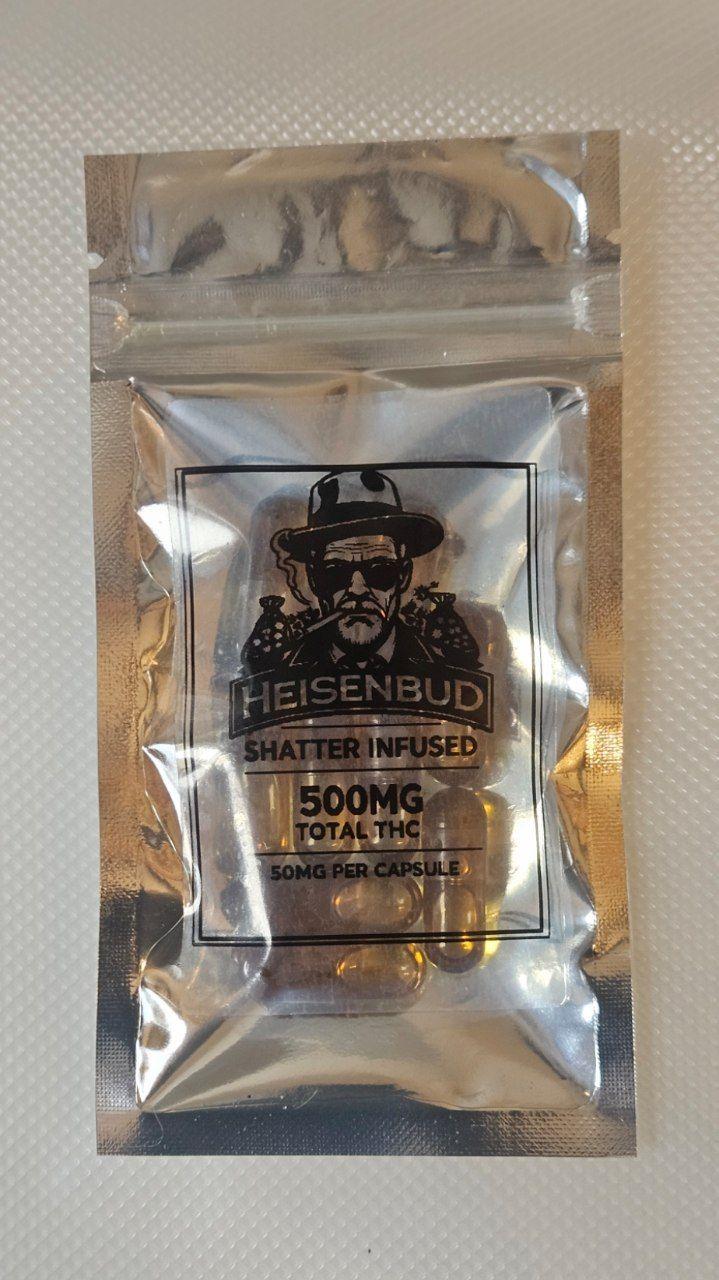 HEISENBUD
SHATTER INFUSED
500MG
TOTAL THC
50MG PER CAPSULE